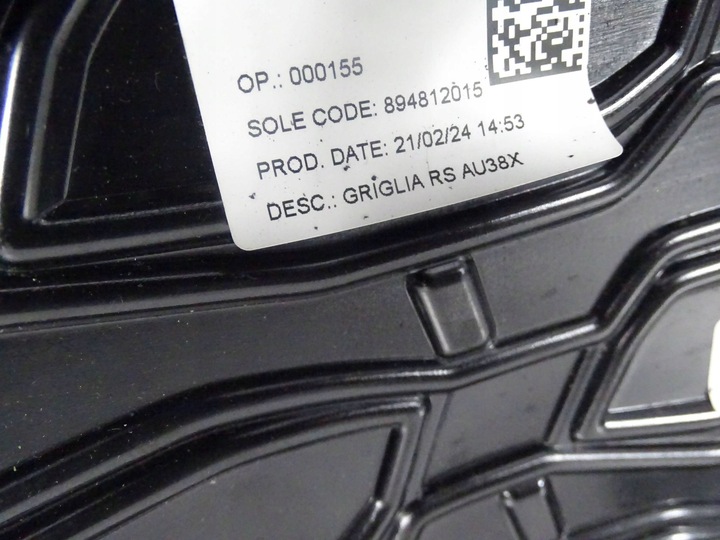 OP.: 000155
SOLE CODE: 894812015
PROD. DATE: 21/02/24 14:53
DESC.: GRIGLIA RS AU38X